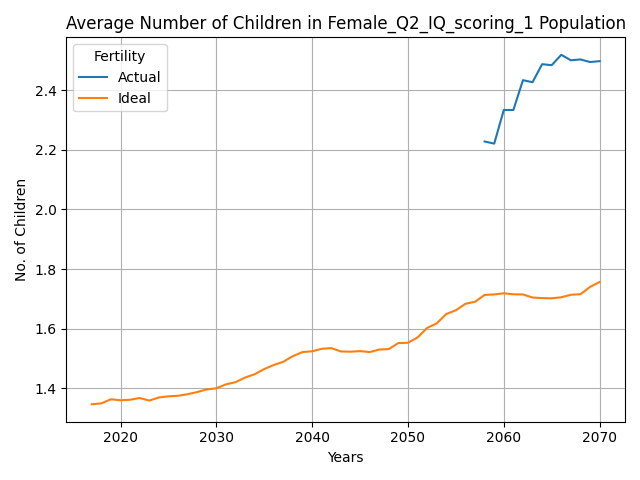 Average Number of Children in Female_Q2_IQ_scoring_1 Population
Fertility
Actual
Ideal
No. of Children
2.4
2.2
2.0
1.8
1.6
1.4
2020 2030 2040 2050 2060 2070
Years